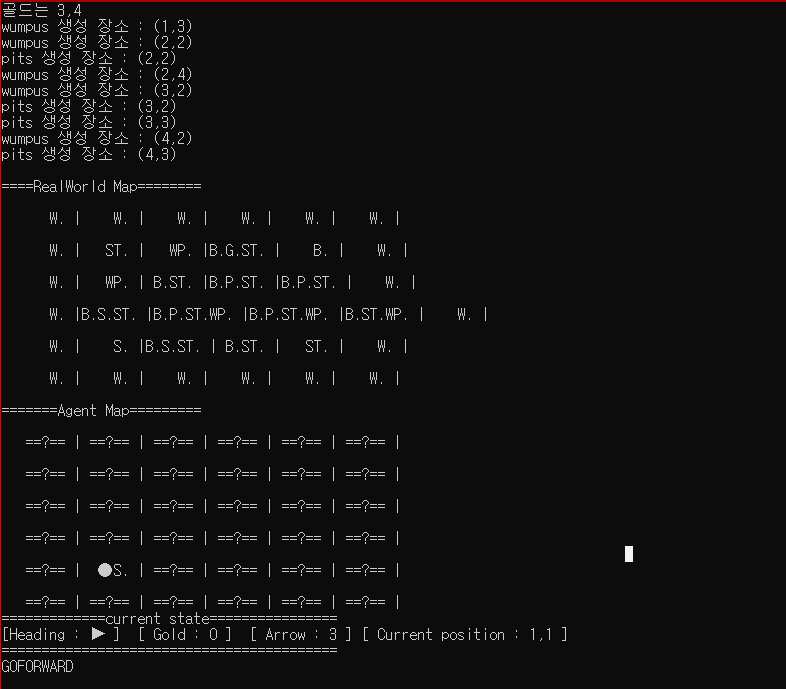 골드는 3,4
wumpus 생성 장소 : (1,3)
wumpus 생성 장소 : (2,2)
pits 생성 장소 : (2,2)
wumpus 생성 장소 : (2,4)
wumpus 생성 장소 : (3,2)
pits 생성 장소 : (3,2)
pits 생성 장소 : (3,3)
wumpus 생성 장소 : (4,2)
pits 생성 장소 : (4,3)
====RealWorld Map========
W. | W. | W. | W. | W. | W. |
W. | ST. | WP. |B.G.ST. | B. | W. |
W. | WP. | B.ST. |B.P.ST. |B.P.ST. | W. |
W. |B.S.ST. |B.P.ST.WP. |B.P.ST.WP. |B.ST.WP. | W. |
W. | S. |B.S.ST. | B.ST. | ST. | W. |
W. | W. | W. | W. | W. | W. |
=======Agent Map=========
==?== | ==?== | ==?== | ==?== | ==?== | ==?== |
==?== | ==?== | ==?== | ==?== | ==?== | ==?== |
==?== | ==?== | ==?== | ==?== | ==?== | ==?== |
==?== | ==?== | ==?== | ==?== | ==?== | ==?== |
==?== | ●S. | ==?== | ==?== | ==?== | ==?== |
==?== | ==?== | ==?== | ==?== | ==?== | ==?== |
=============current state================
[Heading : ▶ ] [ Gold : 0 ] [ Arrow : 3 ] [ Current position : 1,1 ]
==========================================
GOFORWARD